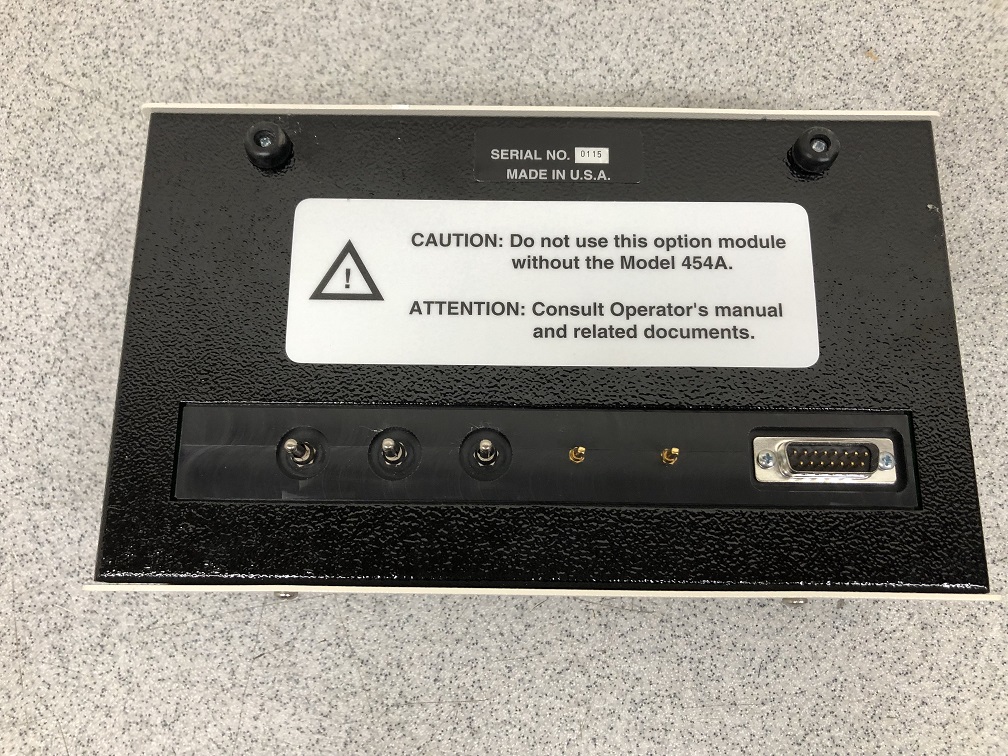 SERIAL NO. 0115
MADE IN U.S.A.
CAUTION: Do not use this option module
without the Model 454A.
!
ATTENTION: Consult Operator's manual
and related documents.